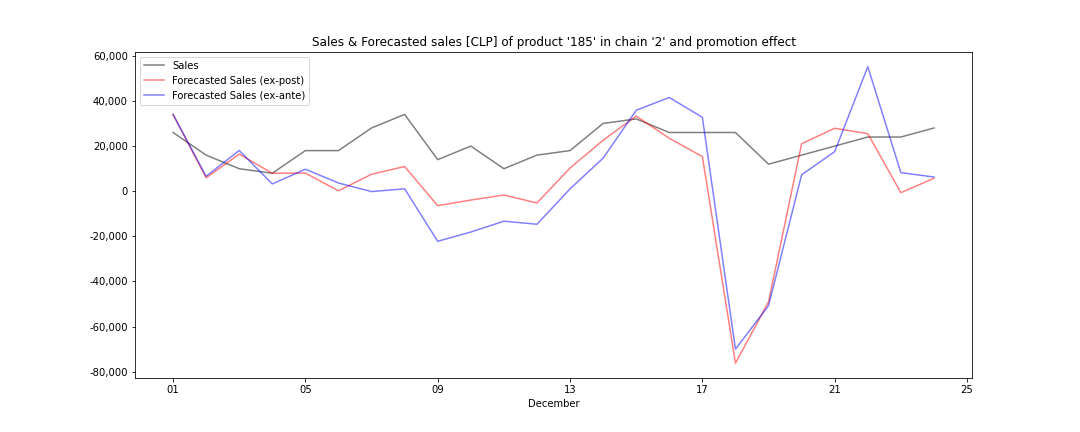 Sales & Forecasted sales [CLP] of product '185' in chain '2' and promotion effect
60,000
40,000
20,000
0
-20,000
-40,000
-60,000
-80,000
Sales
Forecasted Sales (ex-post)
Forecasted Sales (ex-ante)
01 05 09 13 17 21 25
December